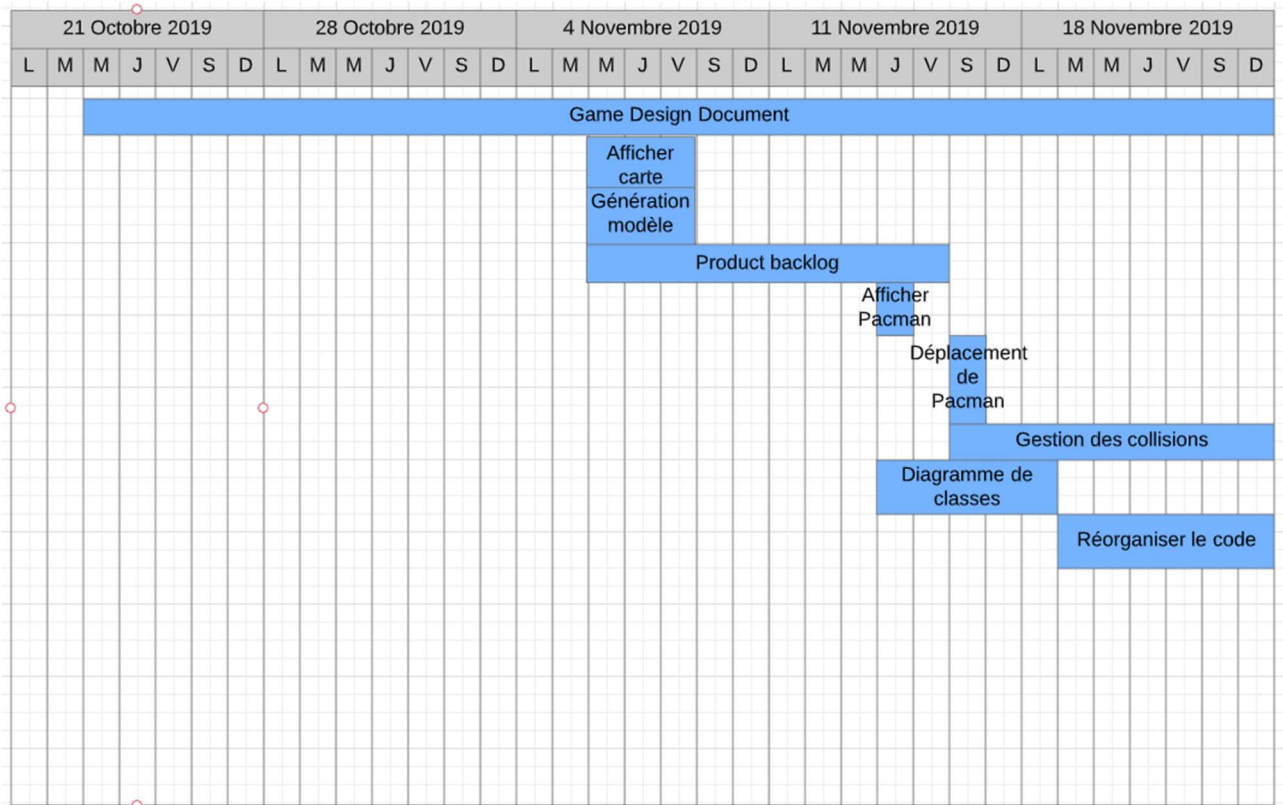 21 Octobre 2019 28 Octobre 2019 4 Novembre 2019 11 Novembre 2019 18 Novembre 2019
L M M J V S D L M M J V S D L M M J V S D L M M J V S D L M M J V S D
Game Design Document
Afficher
carte
Génération
modèle
Product backlog
Afficher
Pacman
Déplacement
de
Pacman
Gestion des collisions
Diagramme de
classes
Réorganiser le code